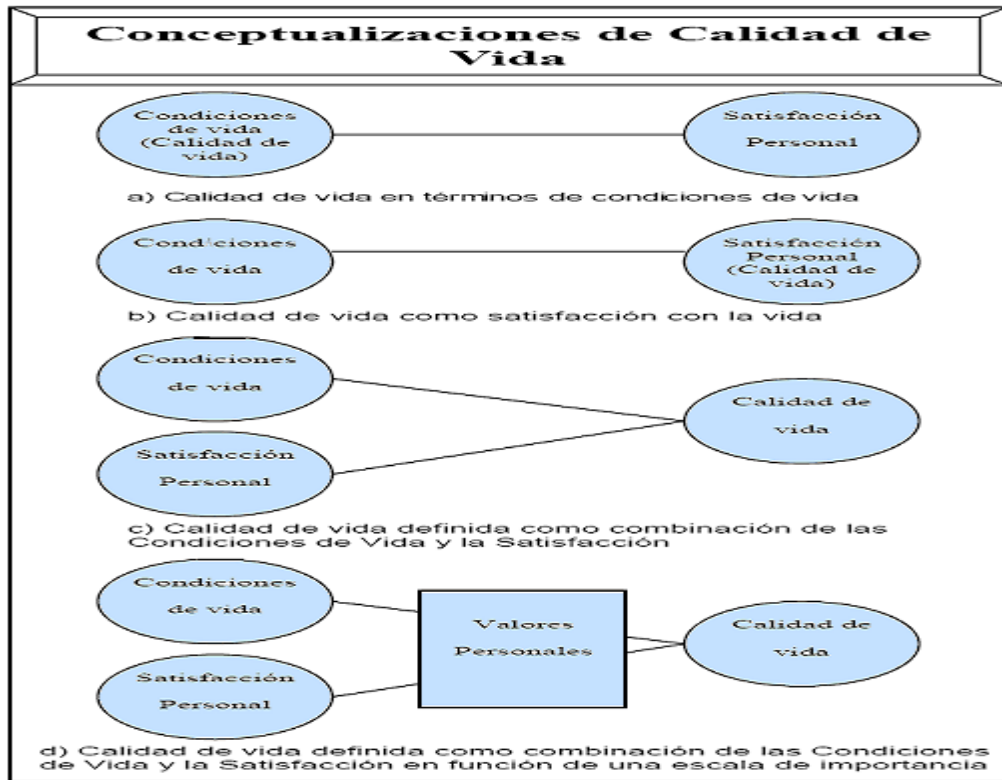 Conceptualizaciones de Calidad de
Vida
Condiciones
de vida
(Calidad de
vida)
Satisfacción
Personal
a) Calidad de vida en términos de condiciones de vida
Condiciones
de vida
Satisfacción
Personal
(Calidad de
vida)
b) Calidad de vida como satisfacción con la vida
Condiciones
de vida
Satisfacción
Personal
Calidad de
vida
c) Calidad de vida definida como combinación de las
Condiciones de Vida y la Satisfacción
Condiciones
de vida
Satisfacción
Personal
Valores
Personales
Calidad de
vida
d) Calidad de vida definida como combinación de las Condiciones
de Vida y la Satisfacción en función de una escala de importancia